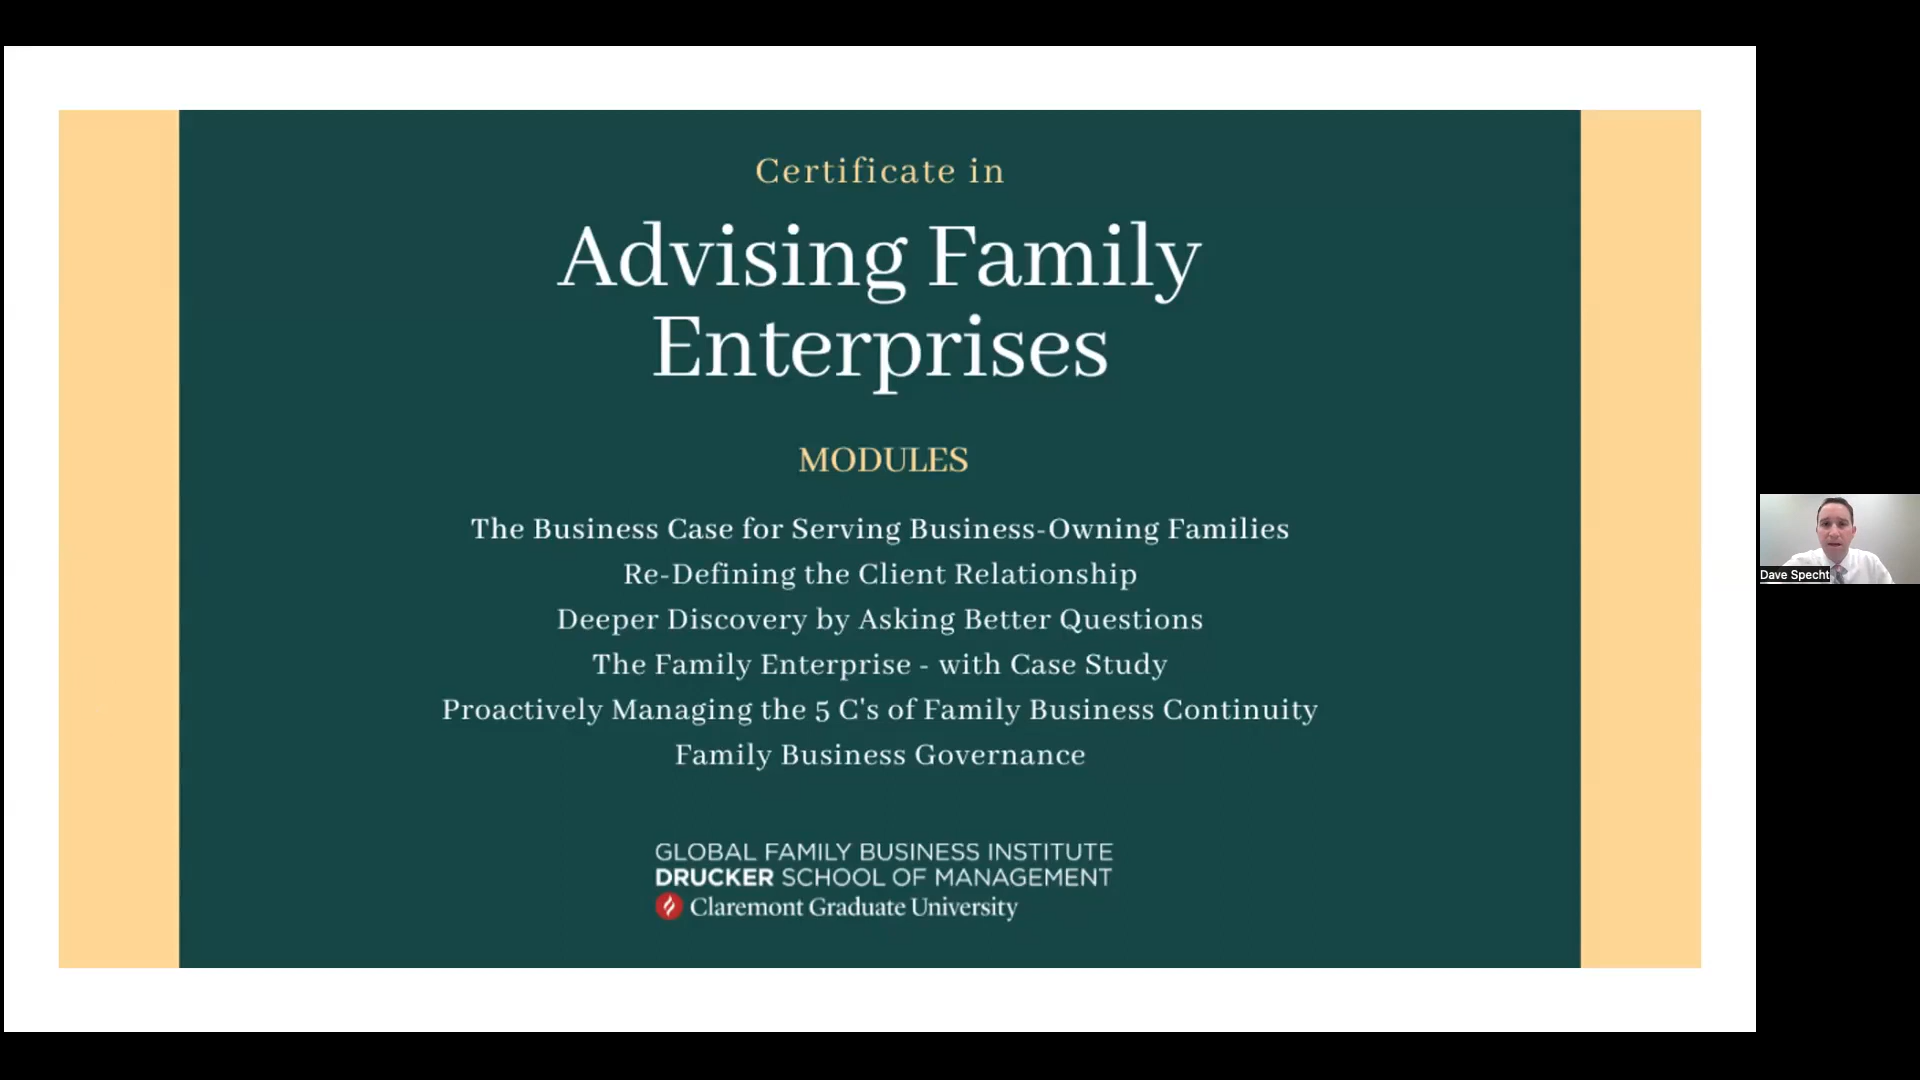 Certificate in
Advising Family
Enterprises
MODULES
The Business Case for Serving Business-Owning Families
Re-Defining the Client Relationship
Deeper Discovery by Asking Better Questions
The Family Enterprise - with Case Study
Proactively Managing the 5 C's of Family Business Continuity
Family Business Governance
GLOBAL FAMILY BUSINESS INSTITUTE
DRUCKER SCHOOL OF MANAGEMENT
Claremont Graduate University
Dave Specht